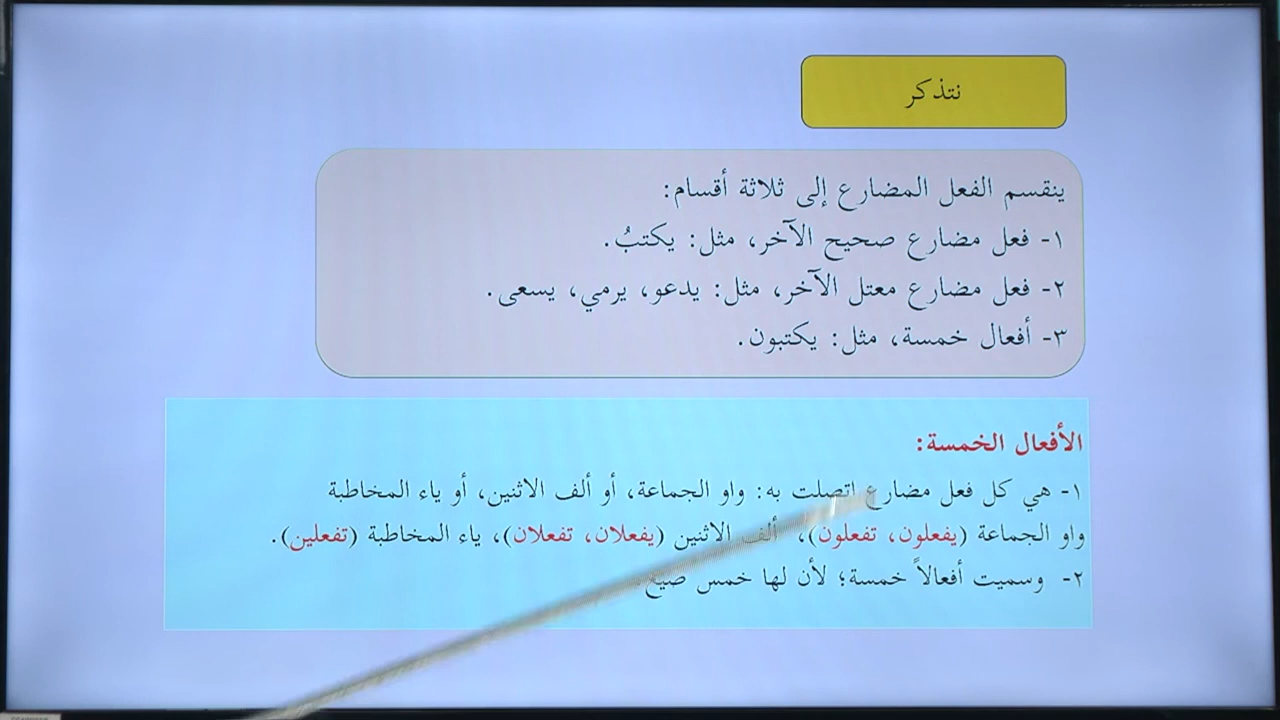 نتذكر
ينقسم الفعل المضارع إلى ثلاثة أقسام:
١- فعل مضارع صحيح الآخر، مثل: يكتبُ.
٢- فعل مضارع معتل الآخر، مثل: يدعو، يرمي، يسعى.
٣- أفعال خمسة، مثل: يكتبون.
الأفعال الخمسة:
١- هي كل فعل مضارع اتصلت به: واو الجماعة، أو ألف الاثنين، أو ياء المخاطبة
واو الجماعة (يفعلون، تفعلون)، ألف الاثنين (يفعلان، تفعلان)، ياء المخاطبة (تفعلين).
٢- وسميت أفعالاً خمسة؛ لأن لها خمس صيغ